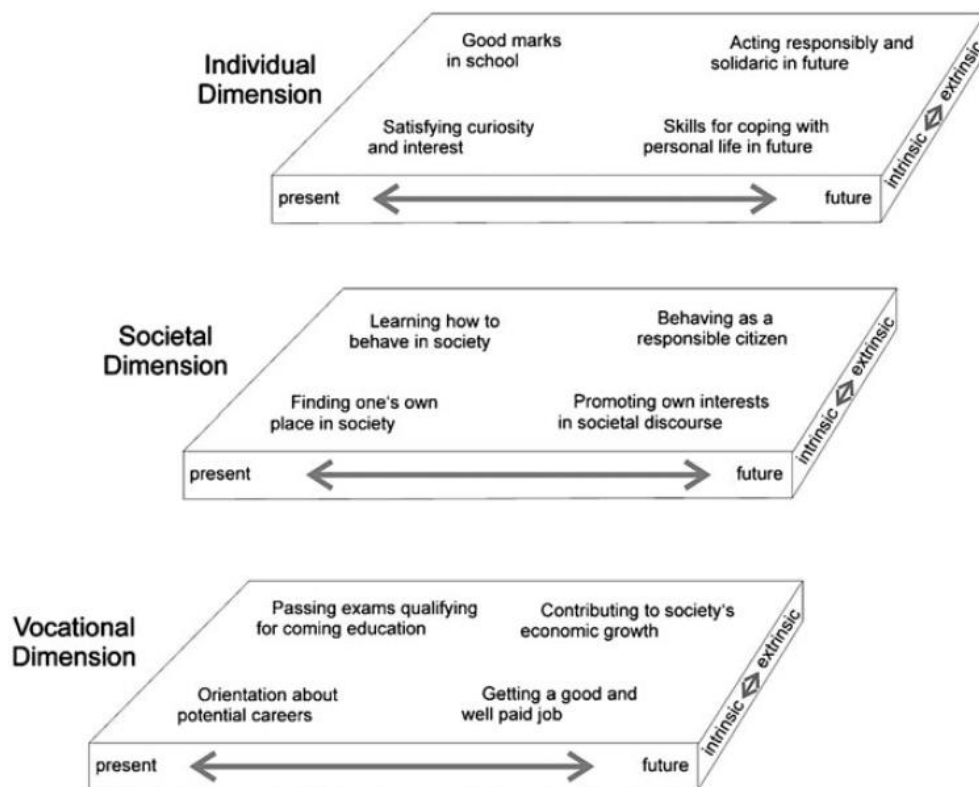 Individual
Dimension
Good marks
in school
Acting responsibly and
solidaric in future
Satisfying curiosity
and interest
Skills for coping with
personal life in future
present
future
intrinsic
extrinsic
Societal
Dimension
Learning how to
behave in society
Behaving as a
responsible citizen
Finding one's own
place in society
Promoting own interests
in societal discourse
present
future
intrinsic
extrinsic
Vocational
Dimension
Passing exams qualifying
for coming education
Contributing to society's
economic growth
Orientation about
potential careers
Getting a good and
well paid job
present
future
intrinsic
extrinsic